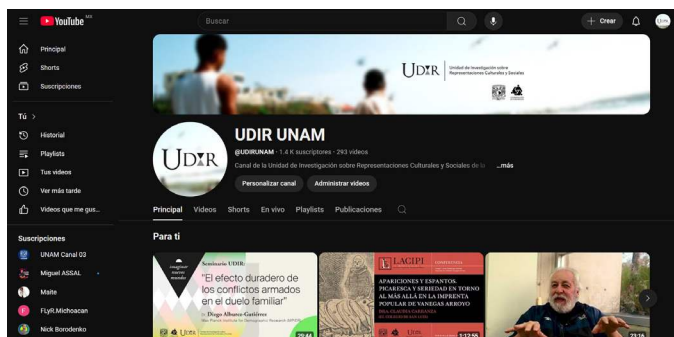 YouTube MX
Buscar
Crear
Principal
Shorts
Suscripciones
Tú
Historial
Playlists
Tus videos
Ver más tarde
Videos que me gus...
Suscripciones
UNAM Canal 03
Miguel ASSAL
Maite
FLyR.Michoacan
Nick Borodenko
UDIR
Unidad de Investigación sobre
Representaciones Culturales y Sociales
UDIR
UDIR UNAM
@UDIRUNAM · 1.4 K suscriptores · 293 videos
Canal de la Unidad de Investigación sobre Representaciones Culturales y Sociales de la ...más
Personalizar canal
Administrar videos
Principal Videos Shorts En vivo Playlists Publicaciones
Para ti
imaginar
nuevos
mundos
Seminario UDIR:
"El efecto duradero de
los conflictos armados
en el duelo familiar"
Diego Alburez-Gutiérrez
29:44
LACIPI
APARICIONES Y ESPANTOS.
PICARESCA Y SERIEDAD EN TORNO
AL MÁS ALLÁ EN LA IMPRENTA
POPULAR DE VANEGAS ARROYO
DRA. CLAUDIA CARRANZA
1:12:55
23:16